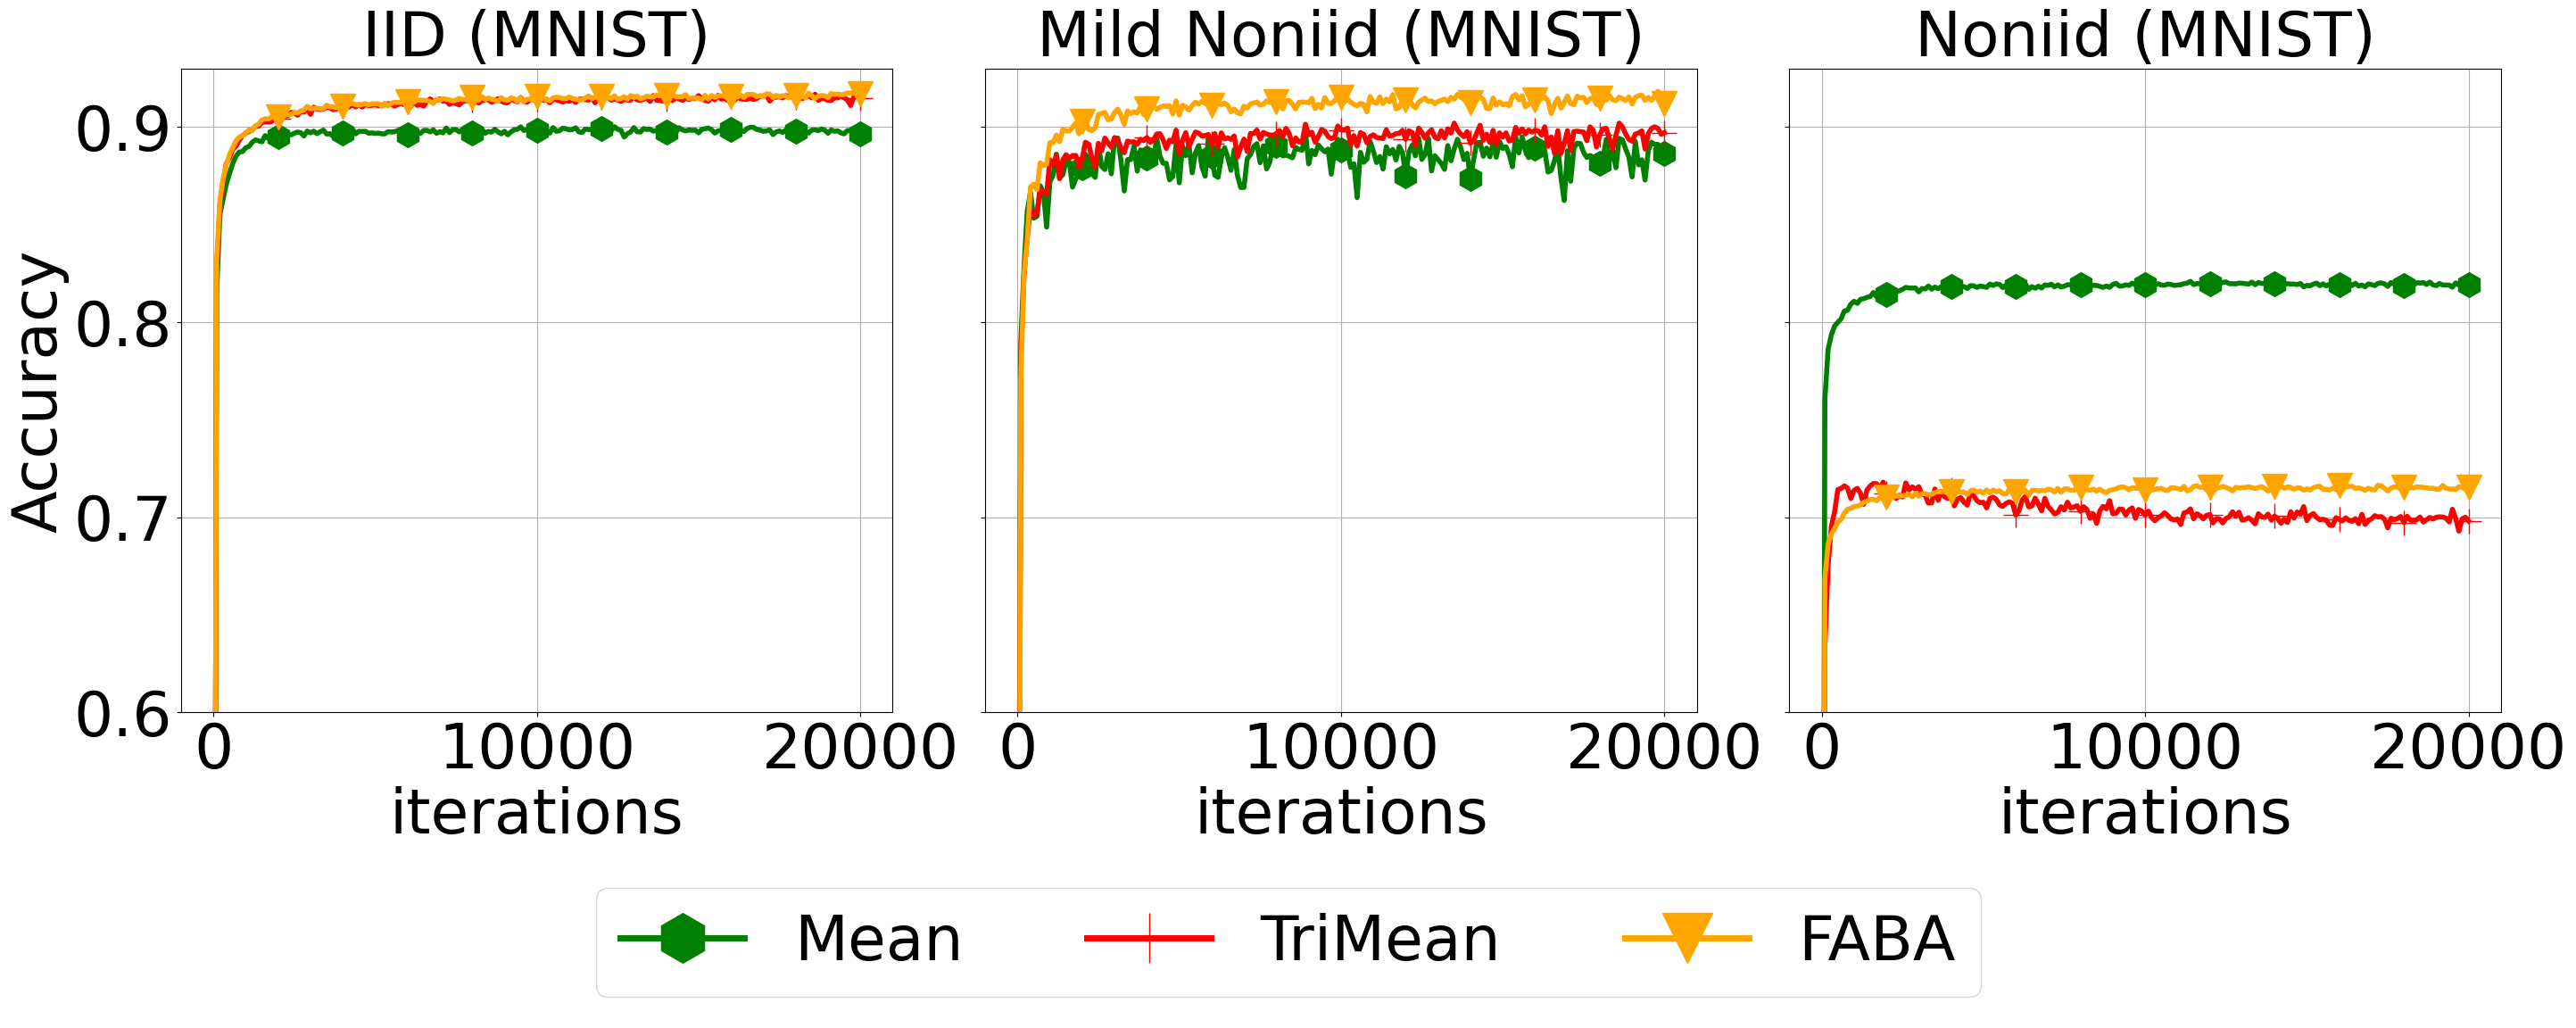 IID (MNIST)
Mild Noniid (MNIST)
Noniid (MNIST)
Accuracy
0.9
0.8
0.7
0.6
0 10000 20000
0 10000 20000
0 10000 20000
iterations
iterations
iterations
Mean TriMean FABA